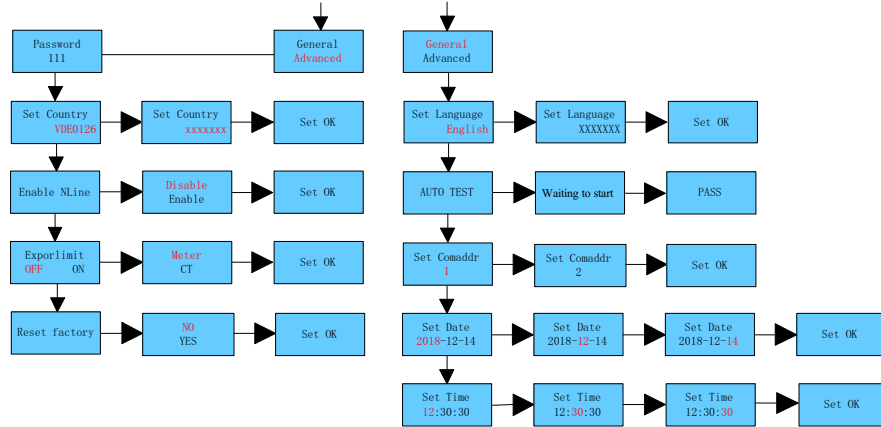 Password
111
General
Advanced
General
Advanced
Set Country
VDE0126
Set Country
xxxxxxx
Set OK
Set Language
English
Set Language
XXXXXXX
Set OK
Enable NLine
Disable
Enable
Set OK
AUTO TEST
Waiting to start
PASS
Exporlimit
OFF ON
Meter
CT
Set OK
Set Comaddr
1
Set Comaddr
2
Set OK
Reset factory
NO
YES
Set OK
Set Date
2018-12-14
Set Date
2018-12-14
Set Date
2018-12-14
Set OK
Set Time
12:30:30
Set Time
12:30:30
Set Time
12:30:30
Set OK